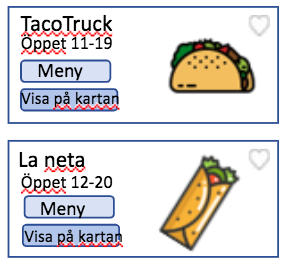 TacoTruck
Öppet 11-19
Meny
Visa på kartan
La neta
Öppet 12-20
Meny
Visa på kartan